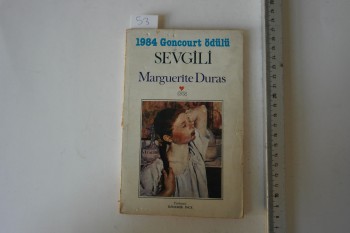 53
1984 Goncourt ödülü
SEVGİLİ
Marguerite Duras